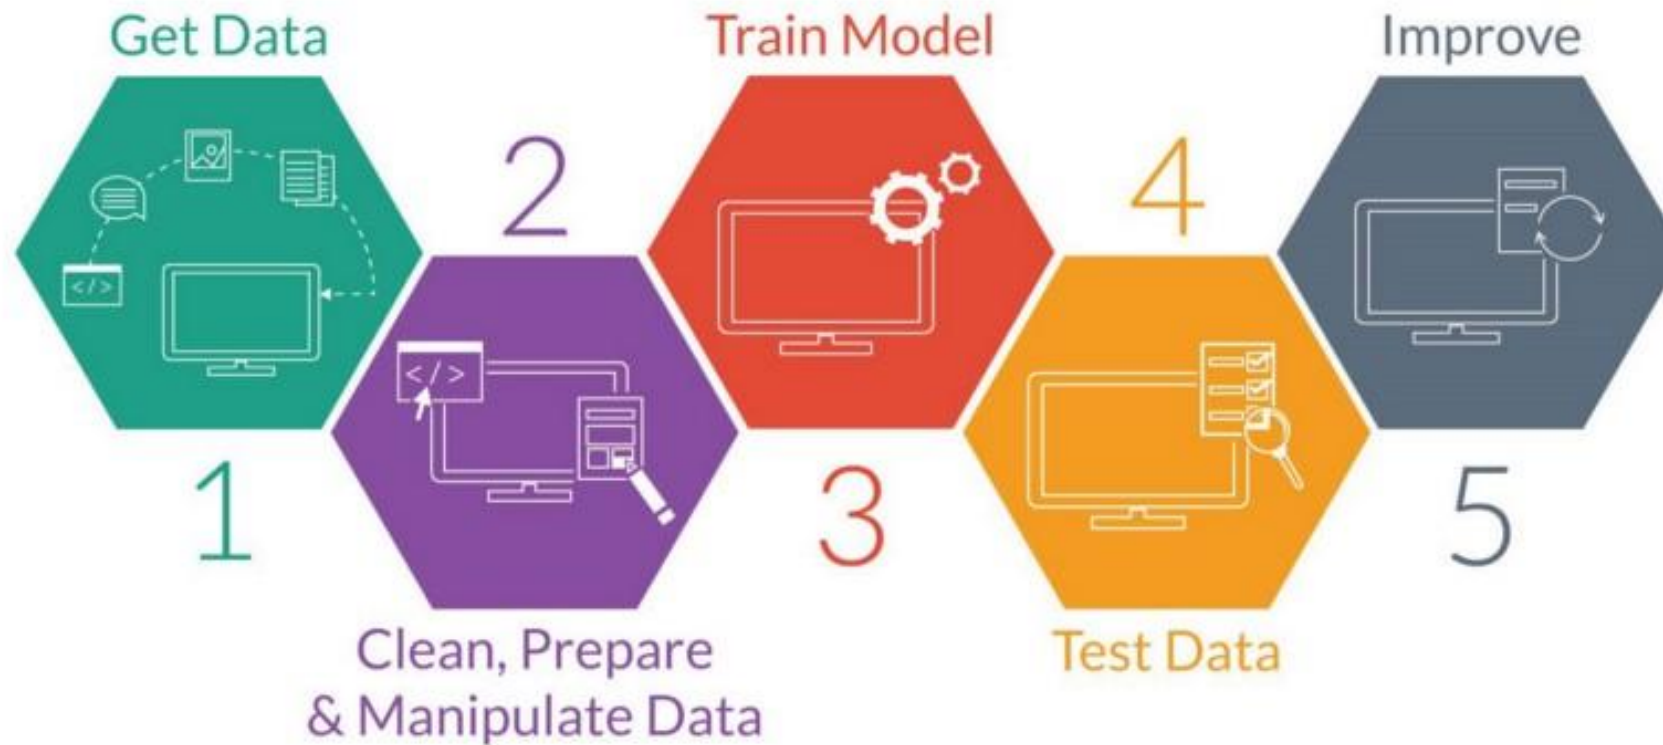 Get Data
1
</>
2
</>
Clean, Prepare
& Manipulate Data
Train Model
3
4
Test Data
Improve
5